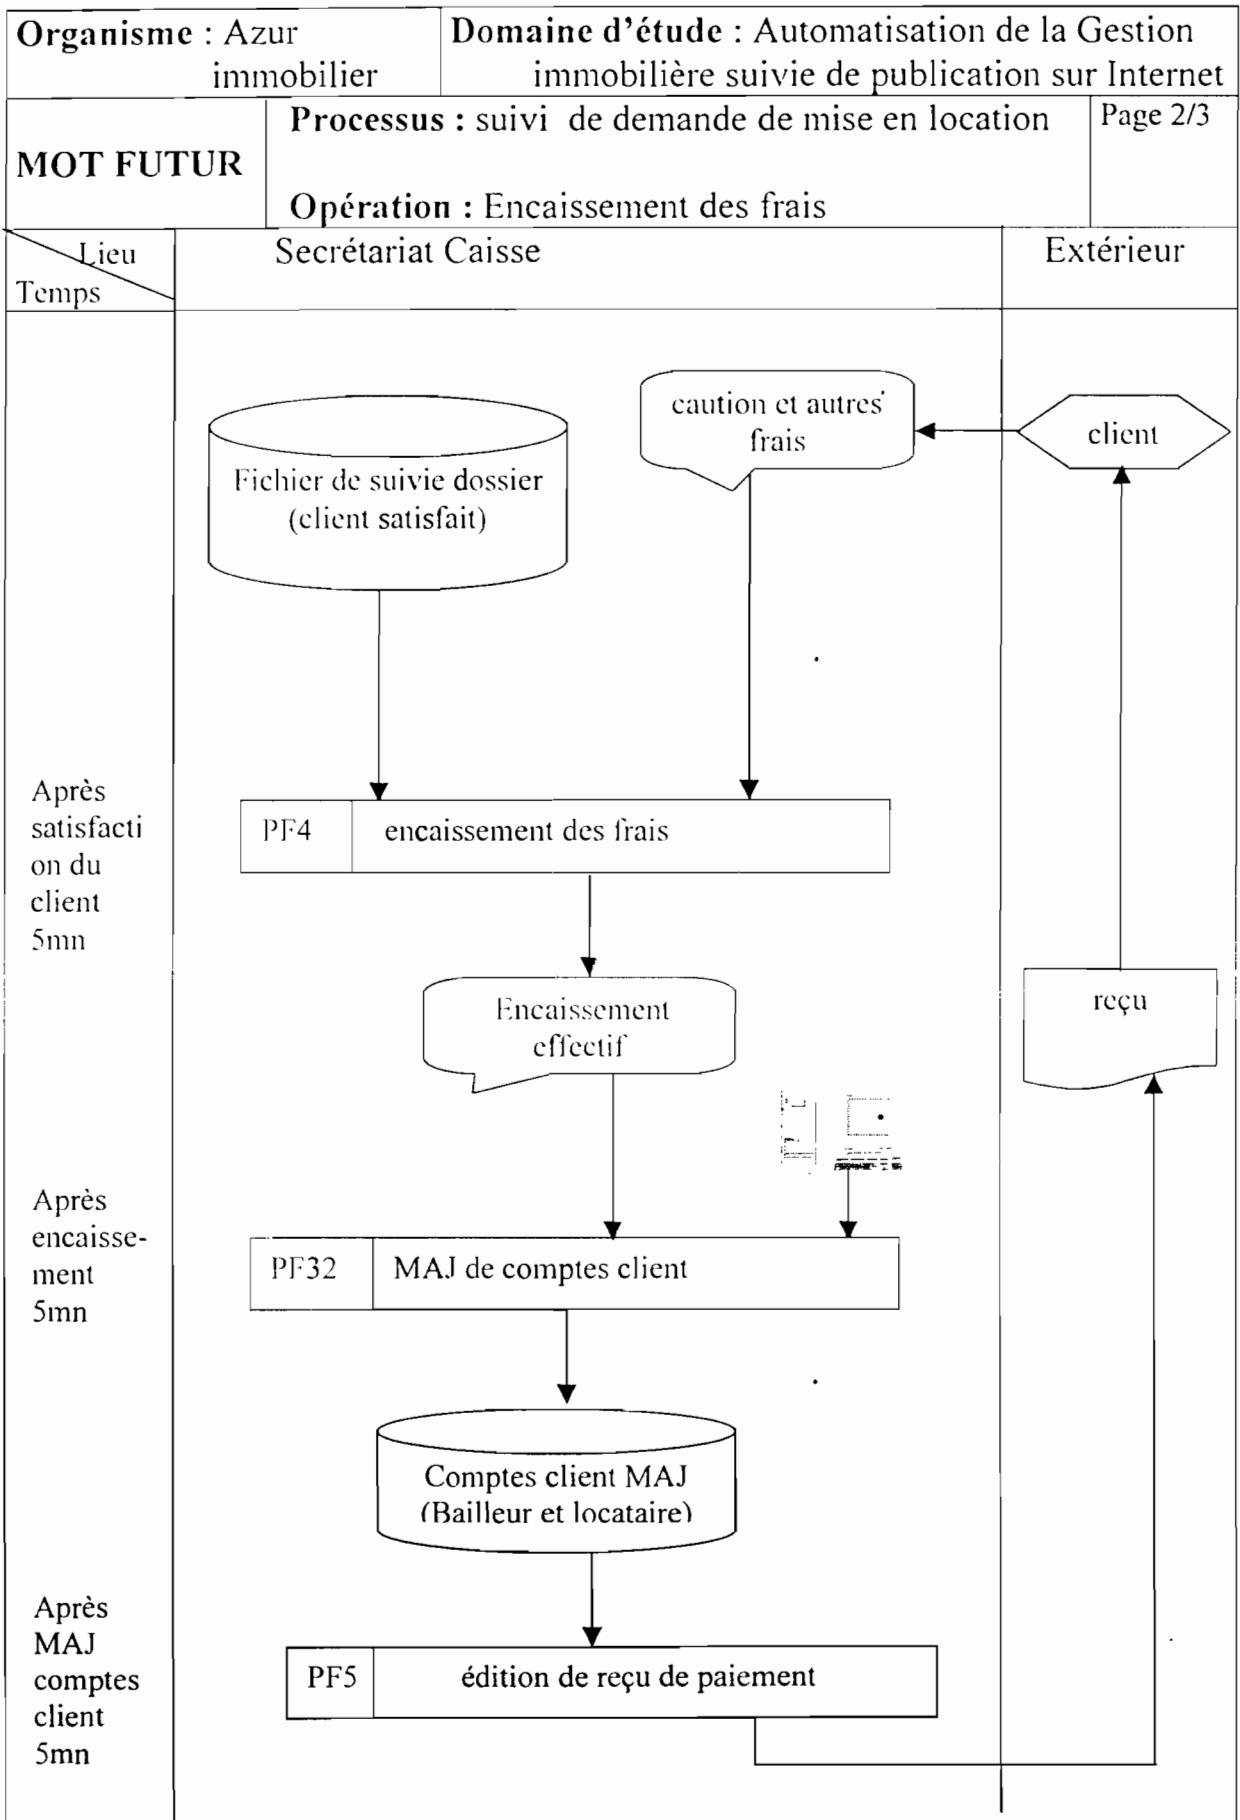 Organisme : Azur
immobilier
Domaine d'étude : Automatisation de la Gestion
immobilière suivie de publication sur Internet
MOT FUTUR
Processus : suivi de demande de mise en location
Opération : Encaissement des frais
Page 2/3
Lieu
Temps
Secrétariat Caisse
Extérieur
caution et autres
frais
client
Fichier de suivie dossier
(client satisfait)
Après
satisfacti
on du
client
5mn
PF4
encaissement des frais
Encaissement
effectif
reçu
Après
encaisse-
ment
5mn
PF32
MAJ de comptes client
Comptes client MAJ
(Bailleur et locataire)
Après
MAJ
comptes
client
5mn
PF5
édition de reçu de paiement